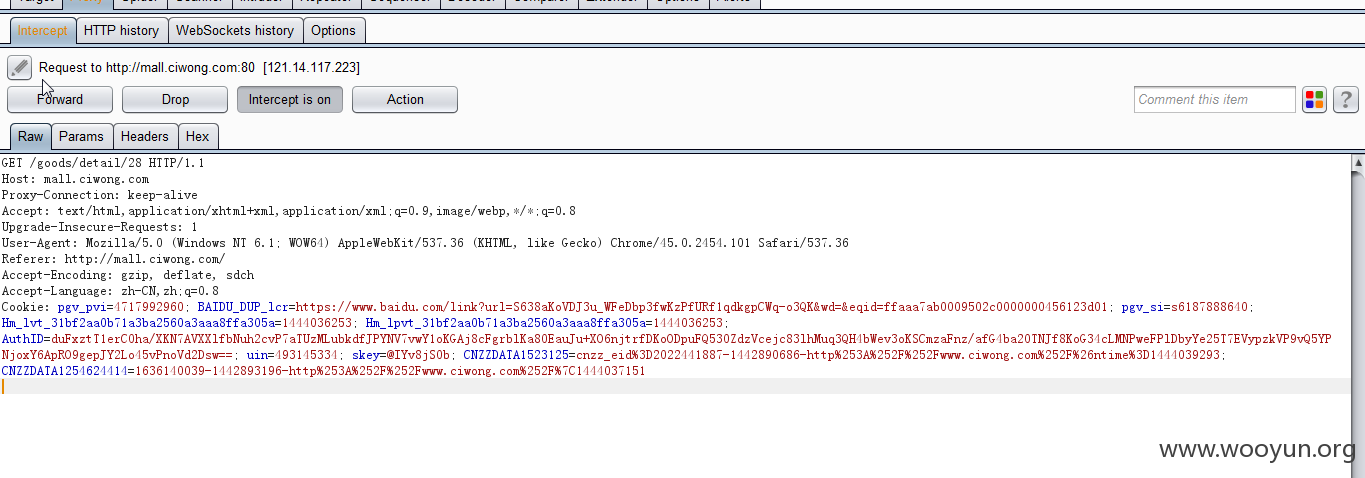 Intercept HTTP history WebSockets history Options
Request to http://mall.ciwong.com:80 [121.14.117.223]
Forward Drop Intercept is on Action Comment this item ?
Raw Params Headers Hex
GET /goods/detail/28 HTTP/1.1
Host: mall.ciwong.com
Proxy-Connection: keep-alive
Accept: text/html,application/xhtml+xml,application/xml;q=0.9,image/webp,*/*;q=0.8
Upgrade-Insecure-Requests: 1
User-Agent: Mozilla/5.0 (Windows NT 6.1; WOW64) AppleWebKit/537.36 (KHTML, like Gecko) Chrome/45.0.2454.101 Safari/537.36
Referer: http://mall.ciwong.com/
Accept-Encoding: gzip, deflate, sdch
Accept-Language: zh-CN,zh;q=0.8
Cookie: pgv_pvi=4717992960; BAIDU_DUP_lcr=https://www.baidu.com/link?url=S638aKoVDJ3u_WFeDbp3fwKzPfURf1qdkgpCWq-o3QK&wd=&eqid=ffaaa7ab0009502c0000000456123d01; pgv_si=s6187888640;
Hm_lvt_31bf2aa0b71a3ba2560a3aaa8ffa305a=1444036253; Hm_lpvt_31bf2aa0b71a3ba2560a3aaa8ffa305a=1444036253;
AuthID=duFxztT1erC0ha/XKN7AVXX1fbNuh2cvP7aTUzMLubkdfJPYNV7vwY1oKGAj8cFgrblKa80EauJu+XO6njtrfDKoODpuFQ530ZdzVcejc83lhMuq3QH4bWev3oKSCmzaFnz/afG4ba20TNJf8KoG34cLMNPweFPlDbyYe25T7EVypzkVP9vQ5YP
NjoxY6ApRO9gepJY2Lo45vPnoVd2Dsw==; uin=493145334; skey=@IYv8jS0b; CNZZDATA1523125=cnzz_eid%3D2022441887-1442890686-http%253A%252F%252Fwww.ciwong.com%252F%26ntime%3D1444039293;
CNZZDATA1254624414=1636140039-1442893196-http%253A%252F%252Fwww.ciwong.com%252F%7C1444037151
www.wooyun.org